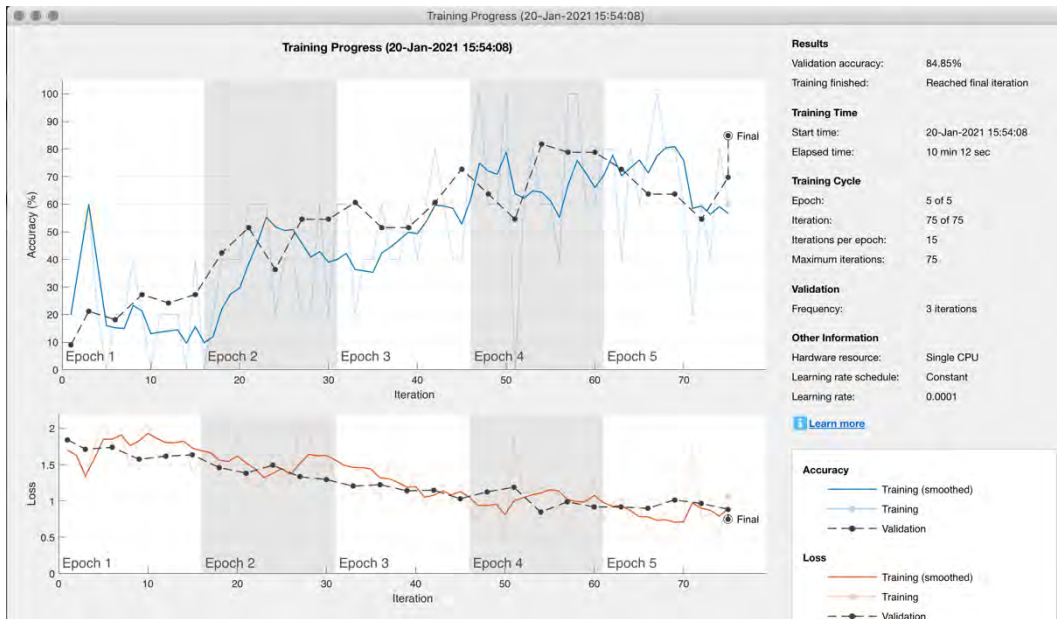 Training Progress (20-Jan-2021 15:54:08)
Training Progress (20-Jan-2021 15:54:08)
100
90
80
70
60
50
40
30
20
10
0
Accuracy (%)
Final
Epoch 1 Epoch 2 Epoch 3 Epoch 4 Epoch 5
0 10 20 30 40 50 60 70
Iteration
2
1.5
1
0.5
0
Loss
Final
Epoch 1 Epoch 2 Epoch 3 Epoch 4 Epoch 5
0 10 20 30 40 50 60 70
Iteration
Results
Validation accuracy: 84.85%
Training finished: Reached final iteration
Training Time
Start time: 20-Jan-2021 15:54:08
Elapsed time: 10 min 12 sec
Training Cycle
Epoch: 5 of 5
Iteration: 75 of 75
Iterations per epoch: 15
Maximum iterations: 75
Validation
Frequency: 3 iterations
Other Information
Hardware resource: Single CPU
Learning rate schedule: Constant
Learning rate: 0.0001
i Learn more
Accuracy
Training (smoothed)
Training
Validation
Loss
Training (smoothed)
Training
Validation